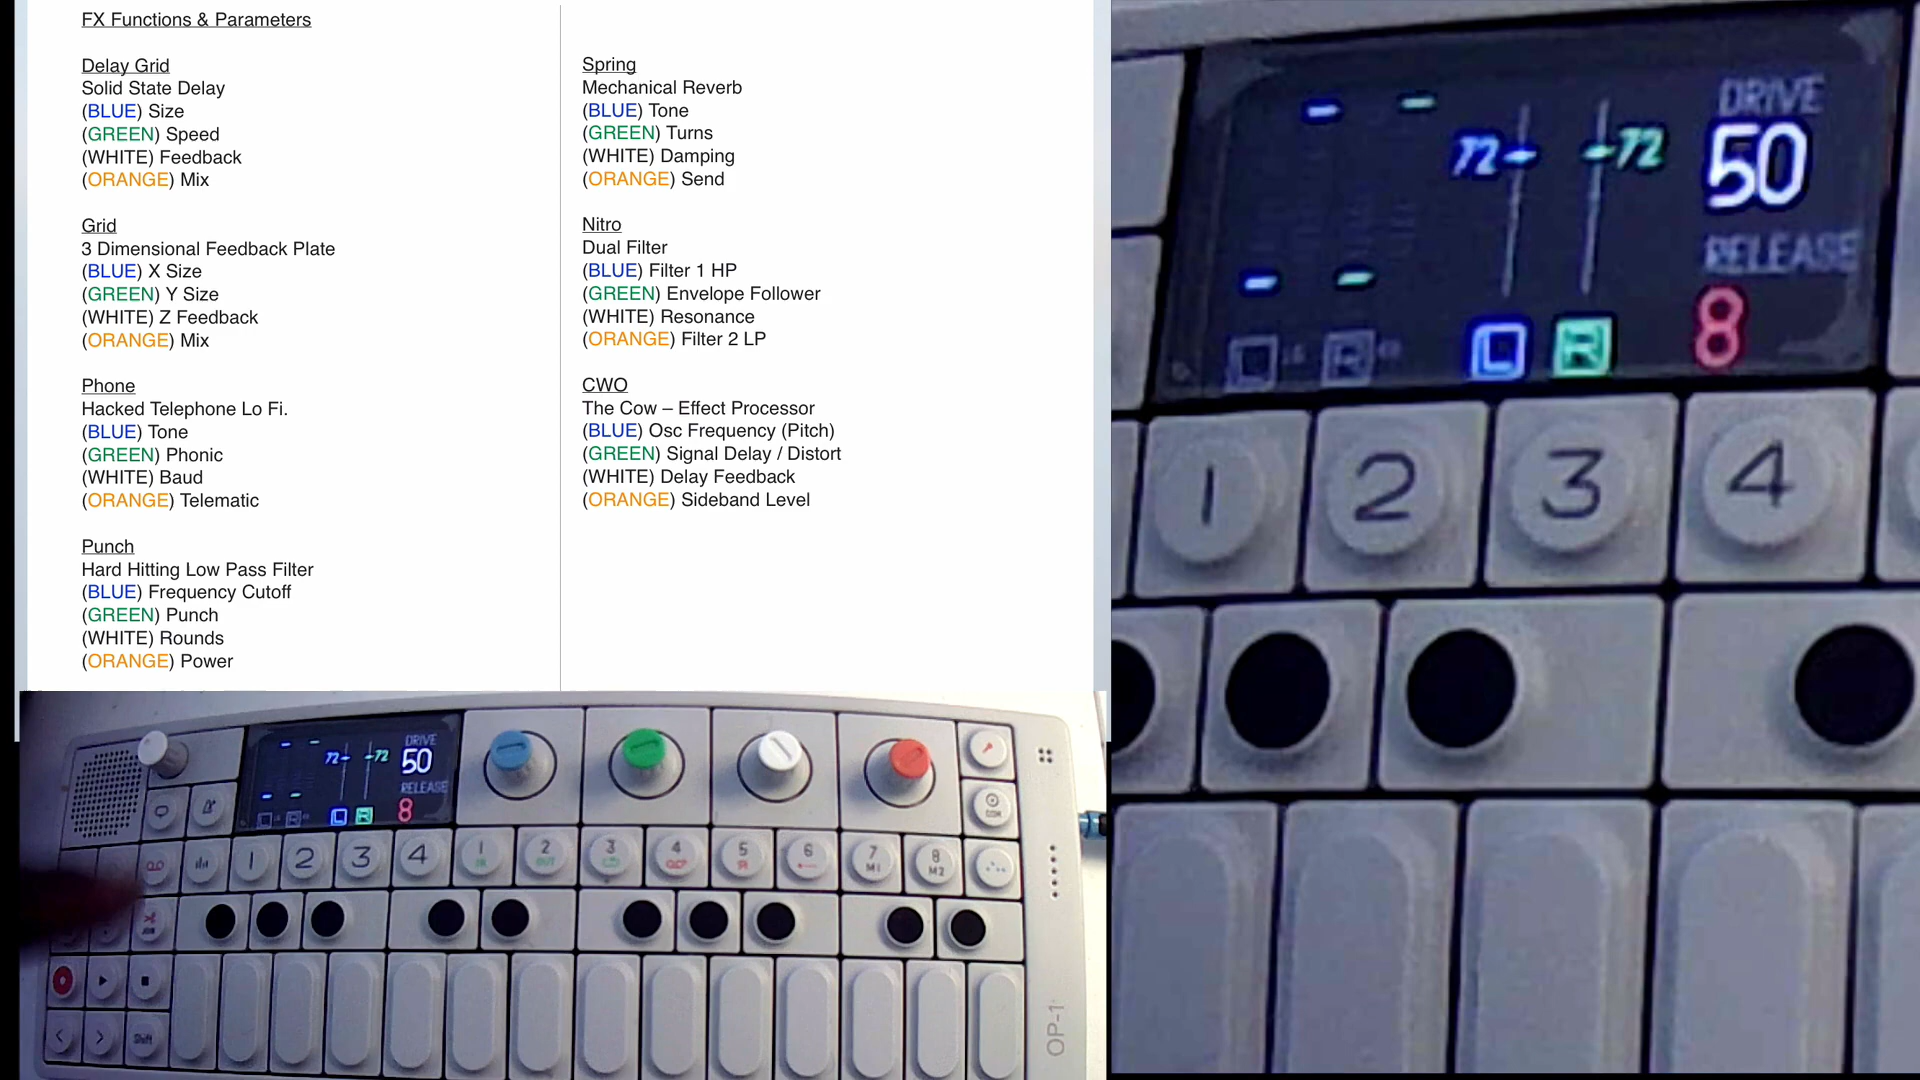 FX Functions & Parameters
Delay Grid
Solid State Delay
(BLUE) Size
(GREEN) Speed
(WHITE) Feedback
(ORANGE) Mix
Grid
3 Dimensional Feedback Plate
(BLUE) X Size
(GREEN) Y Size
(WHITE) Z Feedback
(ORANGE) Mix
Phone
Hacked Telephone Lo Fi.
(BLUE) Tone
(GREEN) Phonic
(WHITE) Baud
(ORANGE) Telematic
Punch
Hard Hitting Low Pass Filter
(BLUE) Frequency Cutoff
(GREEN) Punch
(WHITE) Rounds
(ORANGE) Power
Spring
Mechanical Reverb
(BLUE) Tone
(GREEN) Turns
(WHITE) Damping
(ORANGE) Send
Nitro
Dual Filter
(BLUE) Filter 1 HP
(GREEN) Envelope Follower
(WHITE) Resonance
(ORANGE) Filter 2 LP
CWO
The Cow – Effect Processor
(BLUE) Osc Frequency (Pitch)
(GREEN) Signal Delay / Distort
(WHITE) Delay Feedback
(ORANGE) Sideband Level
DRIVE
72 72 50
RELEASE
L R L R 8
1 2 3 4
DRIVE
72 72 50
RELEASE
L R L R 8
COM
1 2 3 4 1 2 3 4 5 6 7 8
OUT M1 M2
JOIN
Shift
OP-1